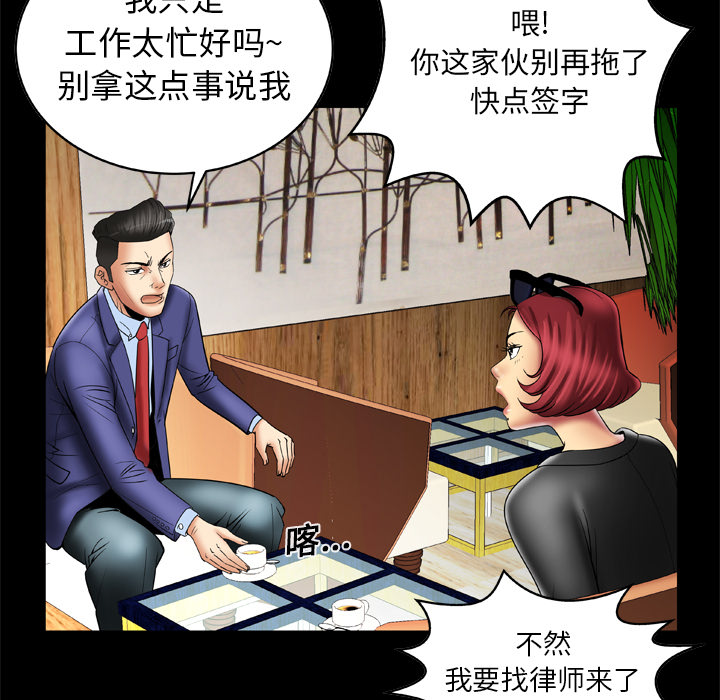 我只是
工作太忙好吗~
别拿这点事说我
喂!
你这家伙别再拖了
快点签字
喀...
不然
我要找律师来了